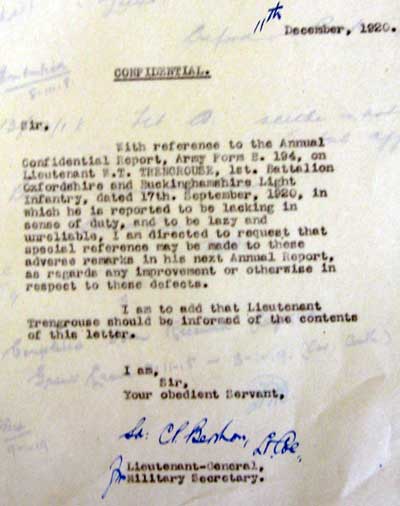 11th December, 1920.
CONFIDENTIAL.
Sir,
With reference to the Annual
Confidential Report, Army Form B. 194, on
Lieutenant W.T. TRENGROUSE, 1st. Battalion
Oxfordshire and Buckinghamshire Light
Infantry, dated 17th. September, 1920, in
which he is reported to be lacking in
sense of duty, and to be lazy and
unreliable, I am directed to request that
special reference may be made to these
adverse remarks in his next Annual Report,
as regards any improvement or otherwise in
respect to these defects.
I am to add that Lieutenant
Trengrouse should be informed of the contents
of this letter.
I am,
Sir,
Your obedient Servant,
Lt. Col.
for Lieutenant-General,
Military Secretary.